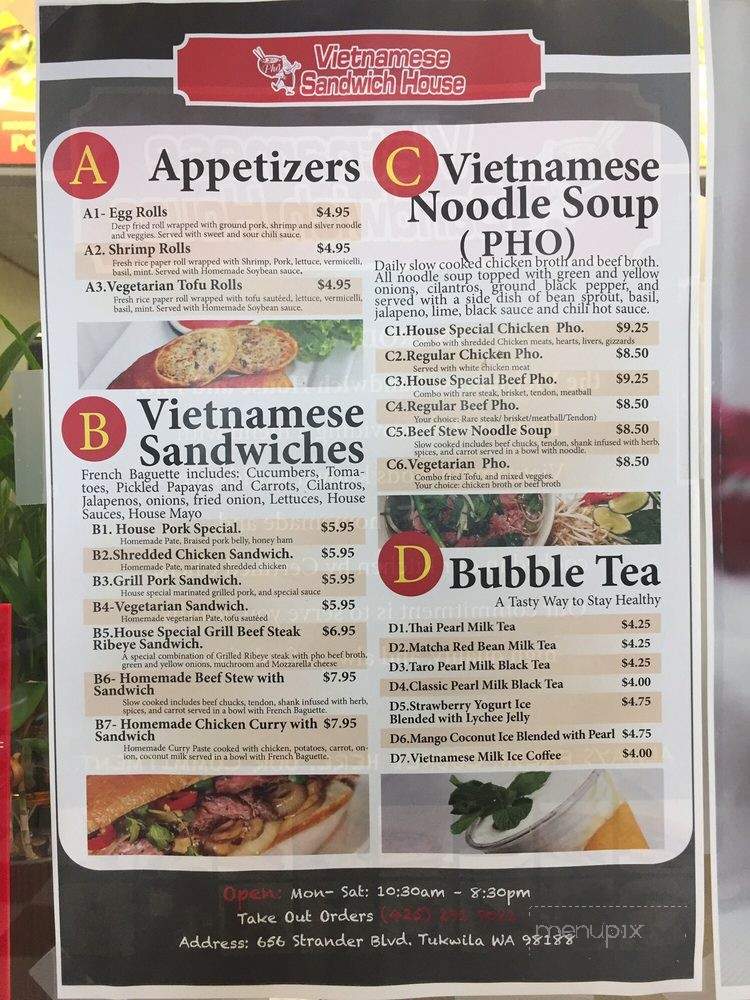 Vietnamese
Sandwich House
Pho
A
Appetizers
A1- Egg Rolls $4.95
Deep fried roll wrapped with ground pork, shrimp and silver noodle
and veggies. Served with sweet and sour chili sauce.
A2. Shrimp Rolls $4.95
Fresh rice paper roll wrapped with Shrimp, Pork, lettuce, vermicelli,
basil, mint. Served with Homemade Soybean sauce.
A3.Vegetarian Tofu Rolls $4.95
Fresh rice paper roll wrapped with tofu sautéed, lettuce, vermicelli,
basil, mint. Served with Homemade Soybean sauce.
B
Vietnamese
Sandwiches
French Baguette includes: Cucumbers, Toma-
toes, Pickled Papayas and Carrots, Cilantros,
Jalapenos, onions, fried onion, Lettuces, House
Sauces, House Mayo
B1. House Pork Special. $5.95
Homemade Pate, Braised pork belly, honey ham
B2.Shredded Chicken Sandwich. $5.95
Homemade Pate, marinated shredded chicken
B3.Grill Pork Sandwich. $5.95
House special marinated grilled pork, and special sauce
B4-Vegetarian Sandwich. $5.95
Homemade vegetarian Pate, tofu sautéed
B5.House Special Grill Beef Steak $6.95
Ribeye Sandwich.
A special combination of Grilled Ribeye steak with pho beef broth,
green and yellow onions, muchroom and Mozzarella cheese
B6- Homemade Beef Stew with $7.95
Sandwich
Slow cooked includes beef chucks, tendon, shank infused with herb,
spices, and carrot served in a bowl with French Baguette.
B7- Homemade Chicken Curry with $7.95
Sandwich
Homemade Curry Paste cooked with chicken, potatoes, carrot, on-
ion, coconut milk served in a bowl with French Baguette.
C
Vietnamese
Noodle Soup
( PHO)
Daily slow cooked chicken broth and beef broth.
All noodle soup topped with green and yellow
onions, cilantros, ground black pepper, and
served with a side dish of bean sprout, basil,
jalapeno, lime, black sauce and chili hot sauce.
C1.House Special Chicken Pho. $9.25
Combo with shredded Chicken meats, hearts, livers, gizzards
C2.Regular Chicken Pho. $8.50
Served with white chicken meat
C3.House Special Beef Pho. $9.25
Combo with rare steak, brisket, tendon, meatball
C4.Regular Beef Pho. $8.50
Your choice: Rare steak/ brisket/meatball/Tendon)
C5.Beef Stew Noodle Soup $8.50
Slow cooked includes beef chucks, tendon, shank infused with herb,
spices, and carrot served in a bowl with noodle.
C6.Vegetarian Pho. $8.50
Combo fried Tofu, and mixed veggies.
Your choice: chicken broth or beef broth
D
Bubble Tea
A Tasty Way to Stay Healthy
D1.Thai Pearl Milk Tea $4.25
D2.Matcha Red Bean Milk Tea $4.25
D3.Taro Pearl Milk Black Tea $4.25
D4.Classic Pearl Milk Black Tea $4.00
D5.Strawberry Yogurt Ice $4.75
Blended with Lychee Jelly
D6.Mango Coconut Ice Blended with Pearl $4.75
D7.Vietnamese Milk Ice Coffee $4.00
Open: Mon- Sat: 10:30am - 8:30pm
Take Out Orders (425)
Address: 656 Strander Blvd. Tukwila WA 98188
menupix